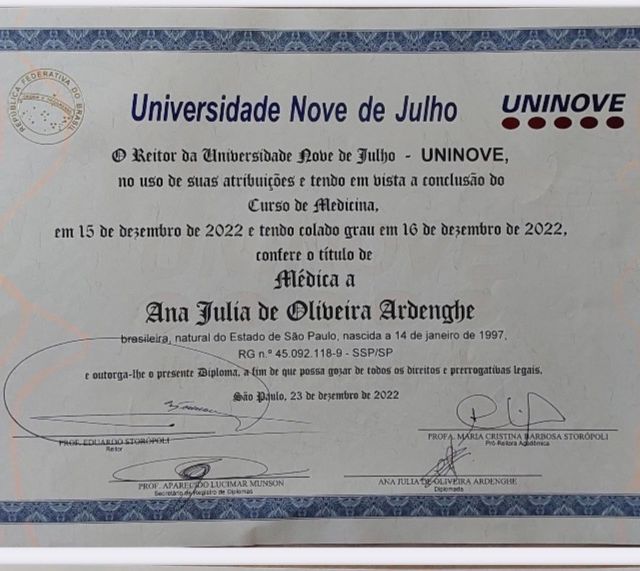 REPÚBLICA FEDERATIVA DO BRASIL
Universidade Nove de Julho
UNINOVE
O Reitor da Universidade Nove de Julho - UNINOVE,
no uso de suas atribuições e tendo em vista a conclusão do
Curso de Medicina,
em 15 de dezembro de 2022 e tendo colado grau em 16 de dezembro de 2022,
confere o título de
Médica a
Ana Julia de Oliveira Ardenghe
brasileira, natural do Estado de São Paulo, nascida a 14 de janeiro de 1997,
RG n.º 45.092.118-9 - SSP/SP
e outorga-lhe o presente Diploma, a fim de que possa gozar de todos os direitos e prerrogativas legais.
São Paulo, 23 de dezembro de 2022
PROF. EDUARDO STORÓPOLI
Reitor
PROFA. MARIA CRISTINA BARBOSA STORÓPOLI
Pró-Reitora Acadêmica
PROF. APARECIDO LUCIMAR MUNSON
Secretário de Registro de Diplomas
ANA JULIA DE OLIVEIRA ARDENGHE
Diplomada